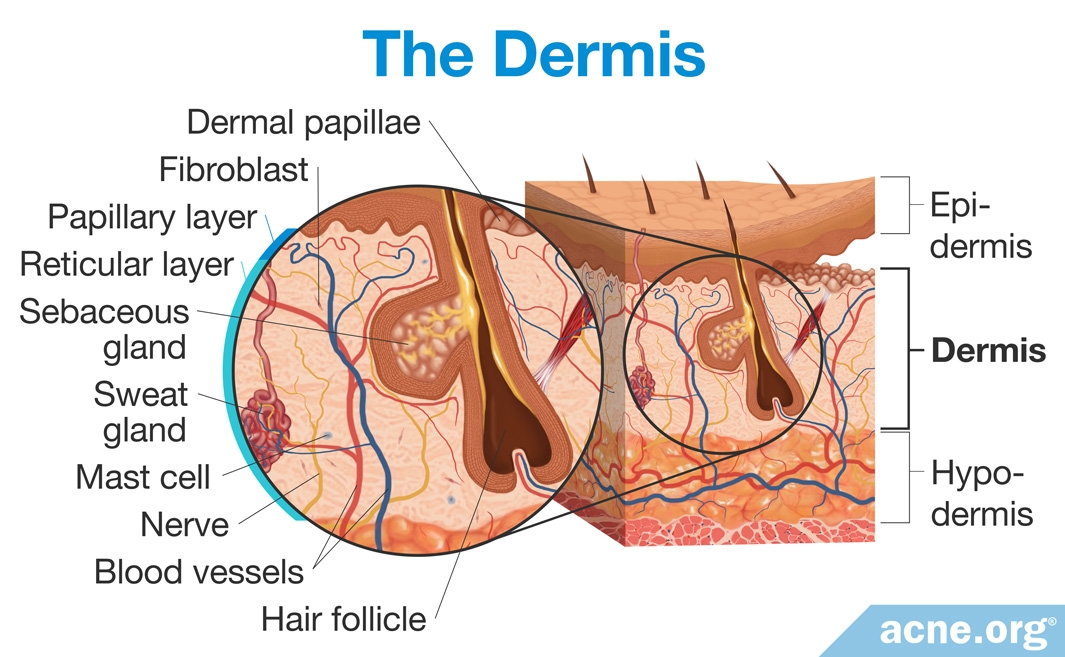 The Dermis
Dermal papillae
Fibroblast
Papillary layer
Reticular layer
Sebaceous
gland
Sweat
gland
Mast cell
Nerve
Blood vessels
Hair follicle
Epi-
dermis
Dermis
Hypo-
dermis
acne.org®